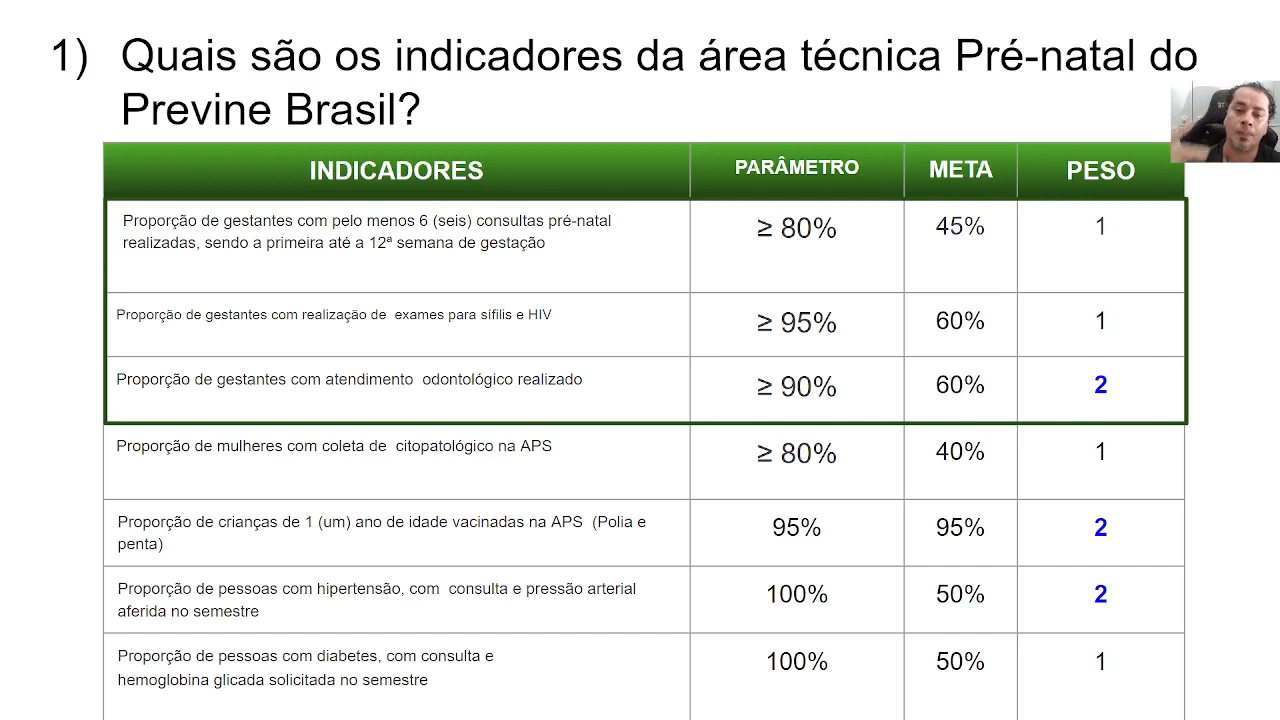 1) Quais são os indicadores da área técnica Pré-natal do
Previne Brasil?
INDICADORES PARÂMETRO META PESO
Proporção de gestantes com pelo menos 6 (seis) consultas pré-natal
realizadas, sendo a primeira até a 12ª semana de gestação
≥ 80% 45% 1
Proporção de gestantes com realização de exames para sífilis e HIV
≥ 95% 60% 1
Proporção de gestantes com atendimento odontológico realizado
≥ 90% 60% 2
Proporção de mulheres com coleta de citopatológico na APS
≥ 80% 40% 1
Proporção de crianças de 1 (um) ano de idade vacinadas na APS (Polia e
penta)
95% 95% 2
Proporção de pessoas com hipertensão, com consulta e pressão arterial
aferida no semestre
100% 50% 2
Proporção de pessoas com diabetes, com consulta e
hemoglobina glicada solicitada no semestre
100% 50% 1